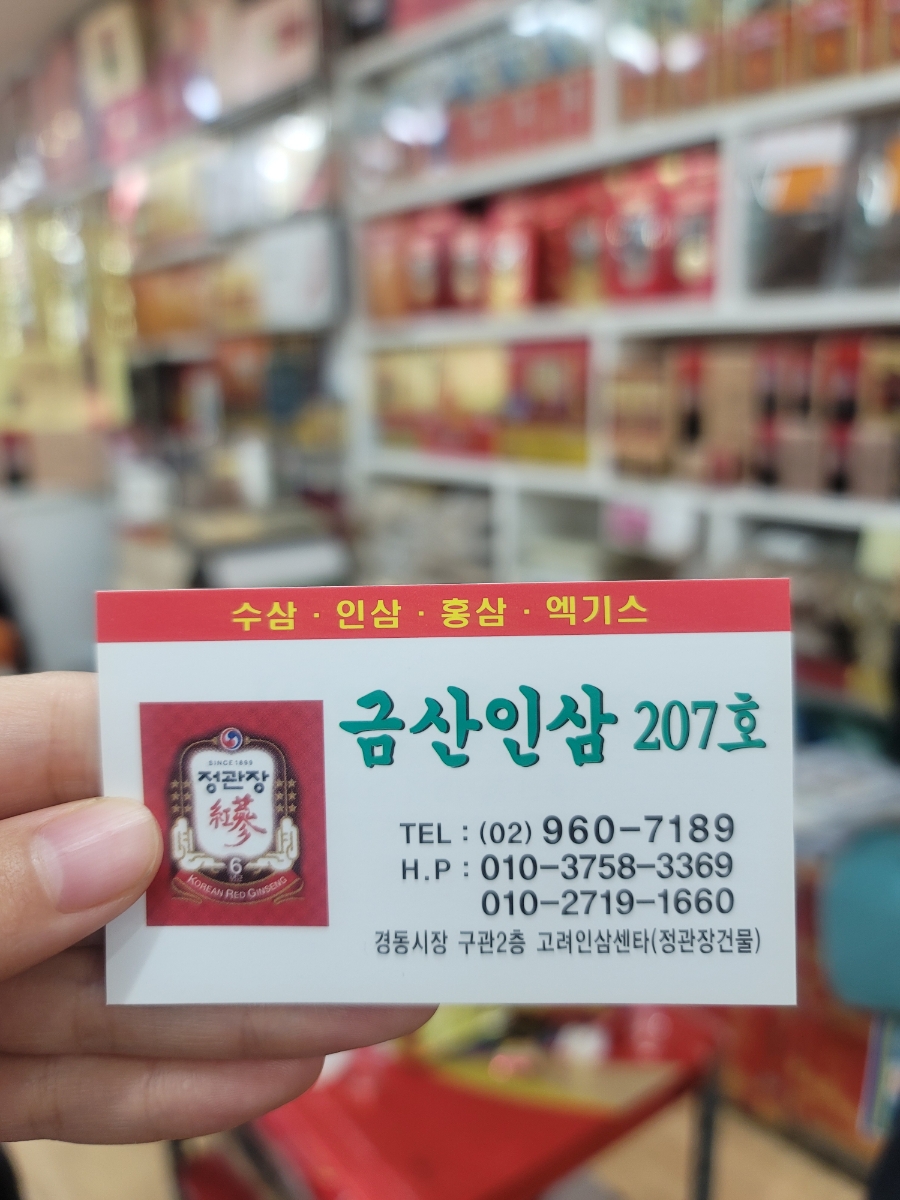 수삼 · 인삼 · 홍삼 · 엑기스
금산인삼 207호
SINCE 1899
정관장
紅蔘
6
KOREAN RED GINSENG
TEL : (02) 960-7189
H.P : 010-3758-3369
010-2719-1660
경동시장 구관2층 고려인삼센타(정관장건물)